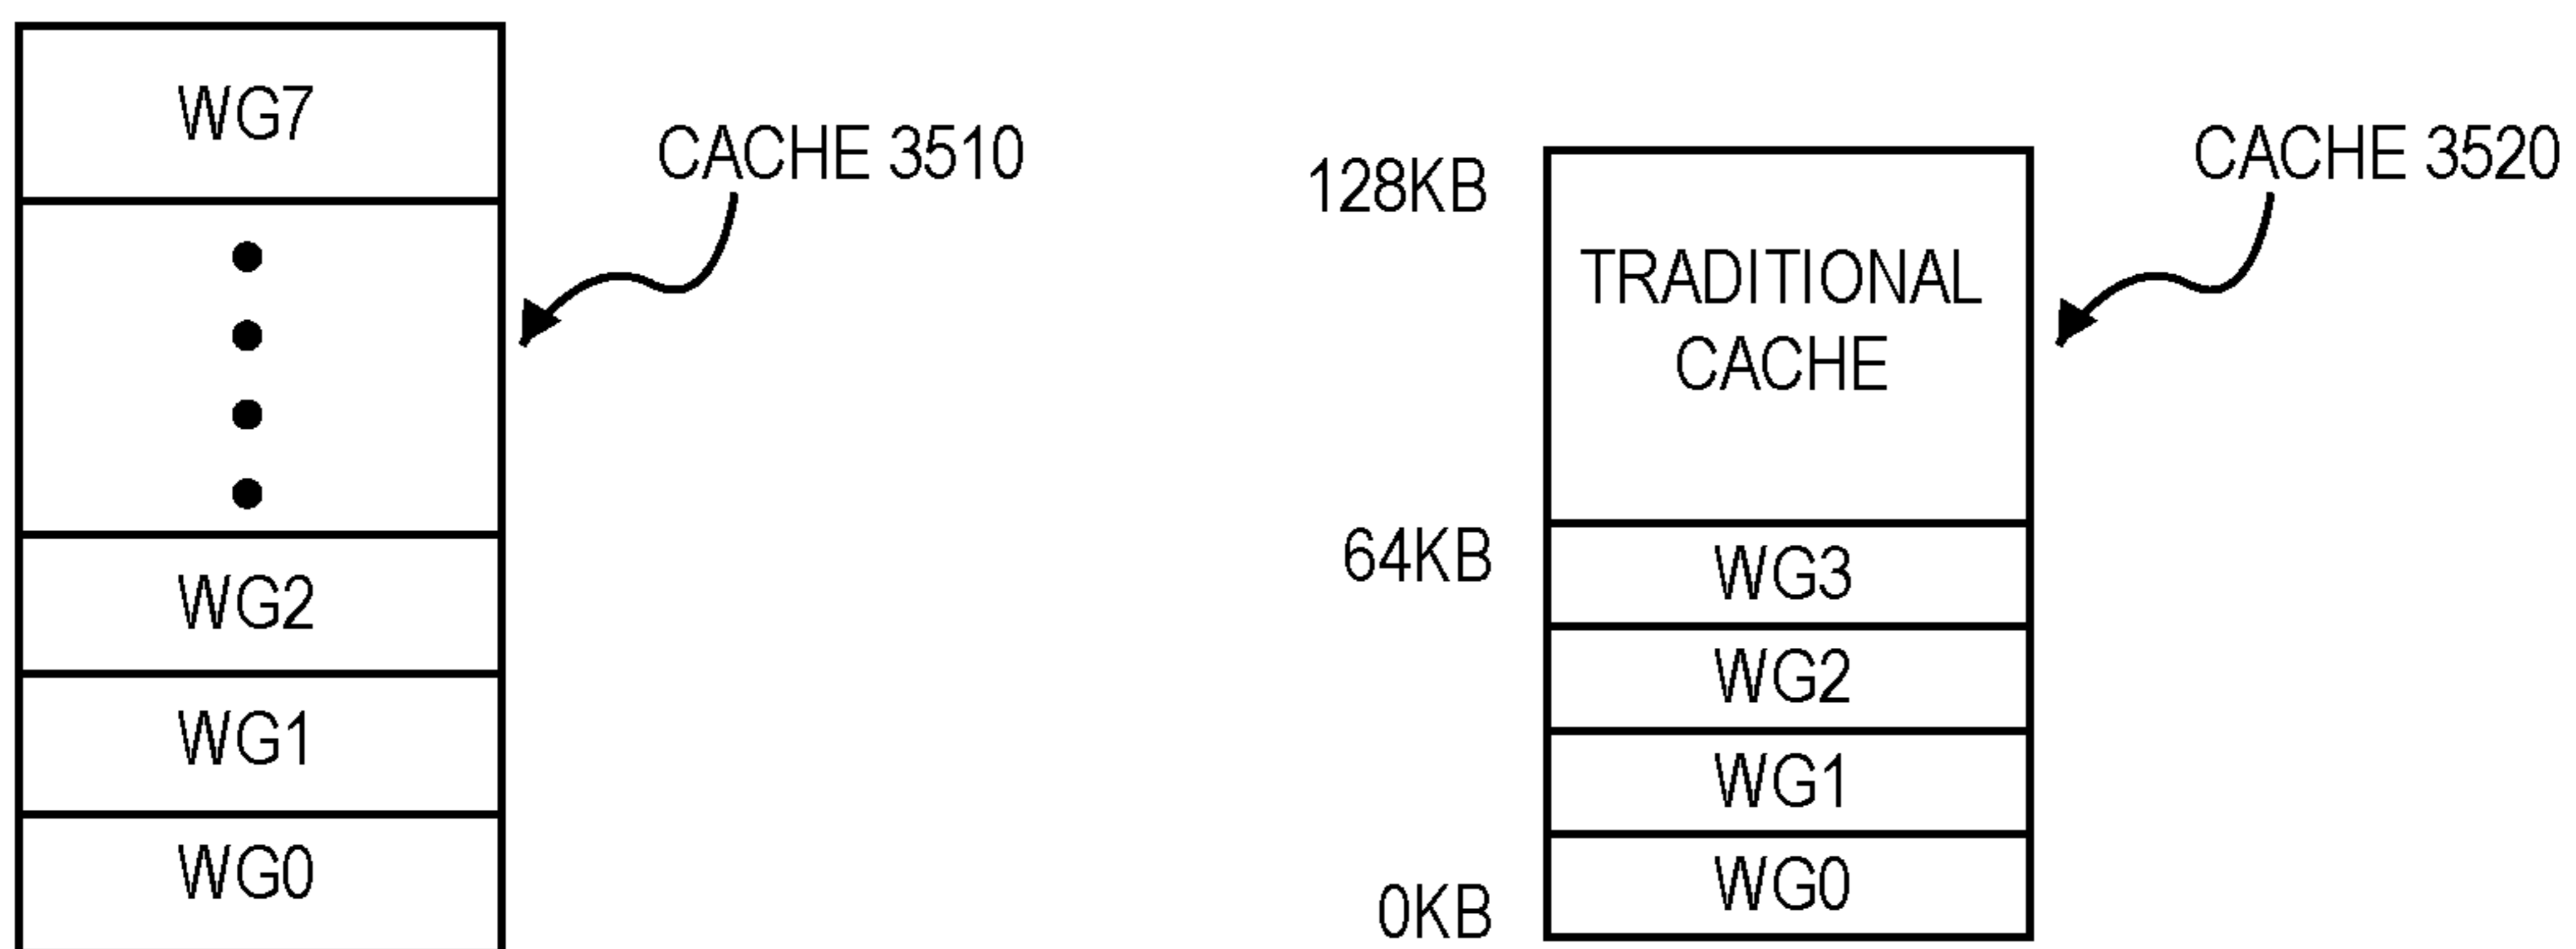 WG7
WG2
WG1
WG0
CACHE 3510
128KB
64KB
0KB
TRADITIONAL
CACHE
WG3
WG2
WG1
WG0
CACHE 3520